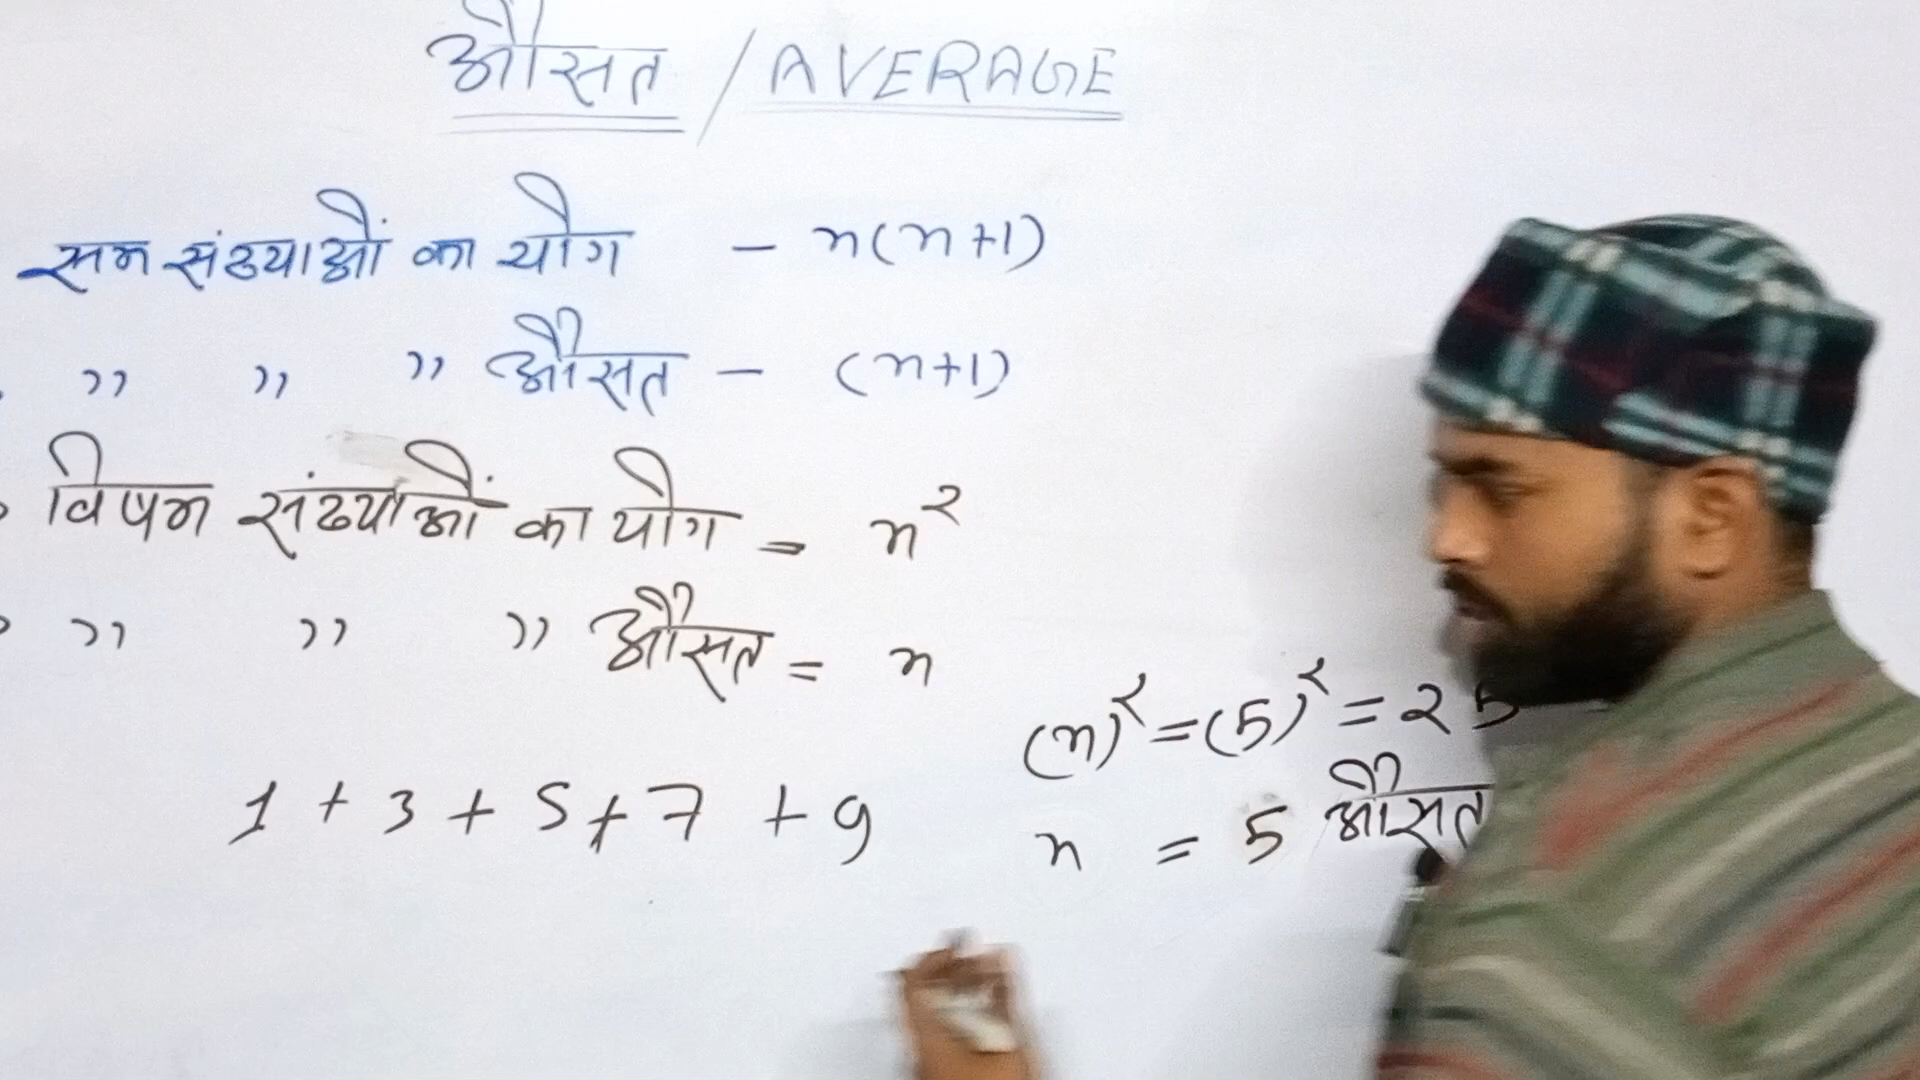 औसत / AVERAGE
सम संख्याओं का योग - n(n+1)
,, ,, ,, औसत - (n+1)
विषम संख्याओं का योग = n²
,, ,, ,, औसत = n
(n)² = (5)² = 25
1 + 3 + 5 + 7 + 9
n = 5 औसत